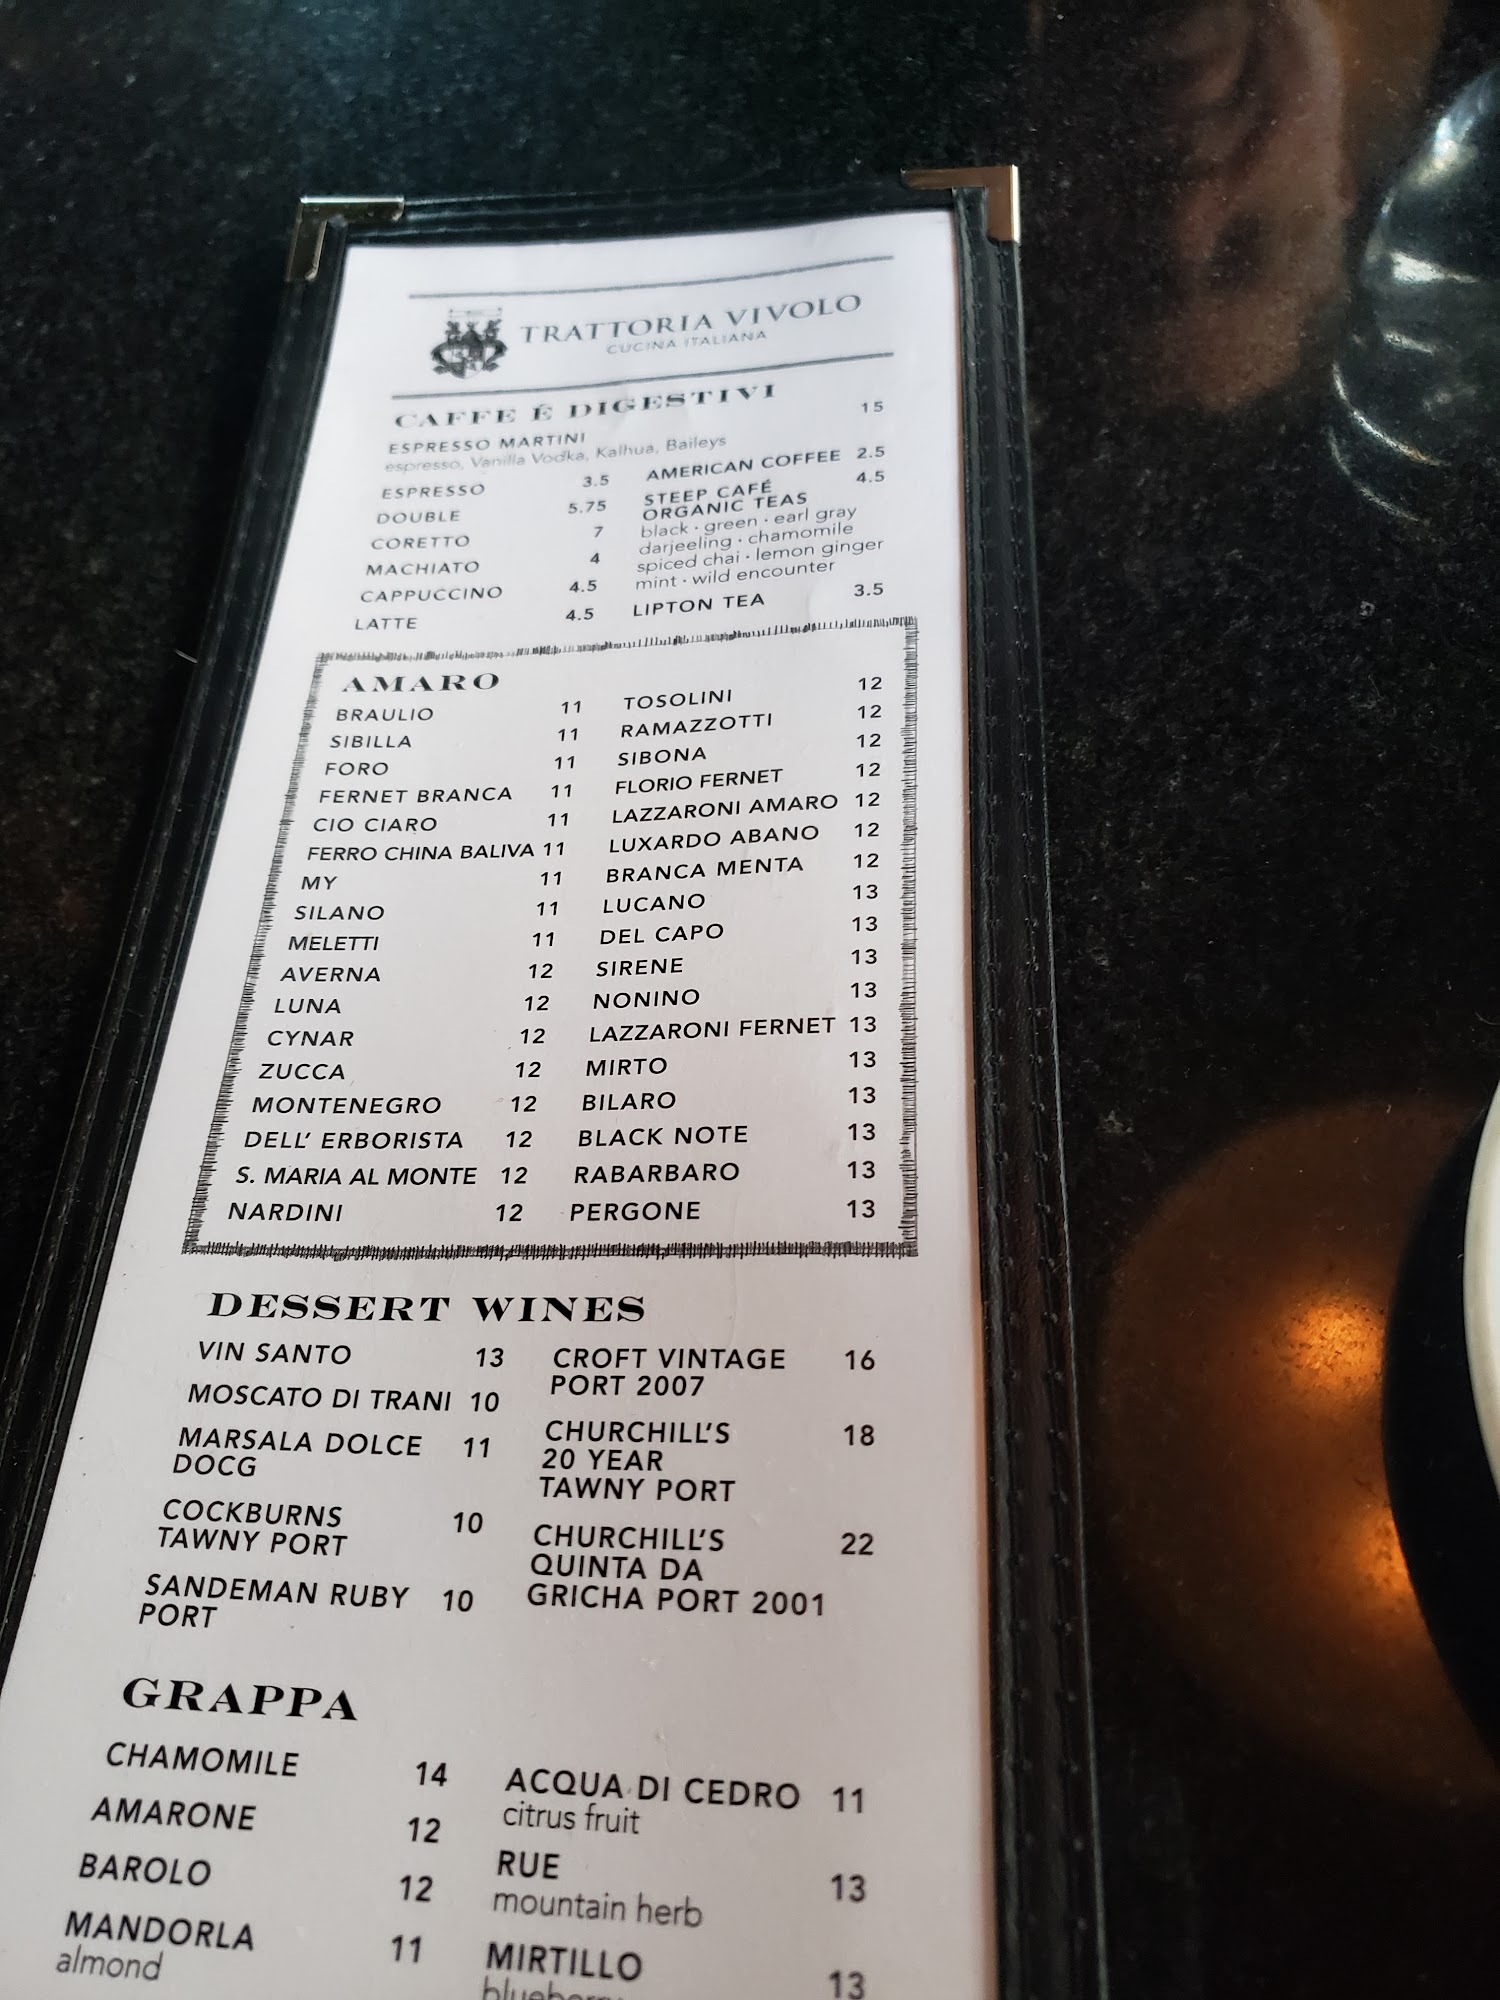 TRATTORIA VIVOLO
CUCINA ITALIANA
CAFFE É DIGESTIVI
ESPRESSO MARTINI 15
espresso, Vanilla Vodka, Kalhua, Baileys
ESPRESSO 3.5
DOUBLE 5.75
CORETTO 7
MACHIATO 4
CAPPUCCINO 4.5
LATTE 4.5
AMERICAN COFFEE 2.5
STEEP CAFÉ 4.5
ORGANIC TEAS
black · green · earl gray
darjeeling · chamomile
spiced chai · lemon ginger
mint · wild encounter
LIPTON TEA 3.5
AMARO
BRAULIO 11
SIBILLA 11
FORO 11
FERNET BRANCA 11
CIO CIARO 11
FERRO CHINA BALIVA 11
MY 11
SILANO 11
MELETTI 11
AVERNA 12
LUNA 12
CYNAR 12
ZUCCA 12
MONTENEGRO 12
DELL' ERBORISTA 12
S. MARIA AL MONTE 12
NARDINI 12
TOSOLINI 12
RAMAZZOTTI 12
SIBONA 12
FLORIO FERNET 12
LAZZARONI AMARO 12
LUXARDO ABANO 12
BRANCA MENTA 12
LUCANO 13
DEL CAPO 13
SIRENE 13
NONINO 13
LAZZARONI FERNET 13
MIRTO 13
BILARO 13
BLACK NOTE 13
RABARBARO 13
PERGONE 13
DESSERT WINES
VIN SANTO 13
MOSCATO DI TRANI 10
MARSALA DOLCE 11
DOCG
COCKBURNS 10
TAWNY PORT
SANDEMAN RUBY 10
PORT
CROFT VINTAGE 16
PORT 2007
CHURCHILL'S 18
20 YEAR
TAWNY PORT
CHURCHILL'S 22
QUINTA DA
GRICHA PORT 2001
GRAPPA
CHAMOMILE 14
AMARONE 12
BAROLO 12
MANDORLA 11
almond
ACQUA DI CEDRO 11
citrus fruit
RUE 13
mountain herb
MIRTILLO 13